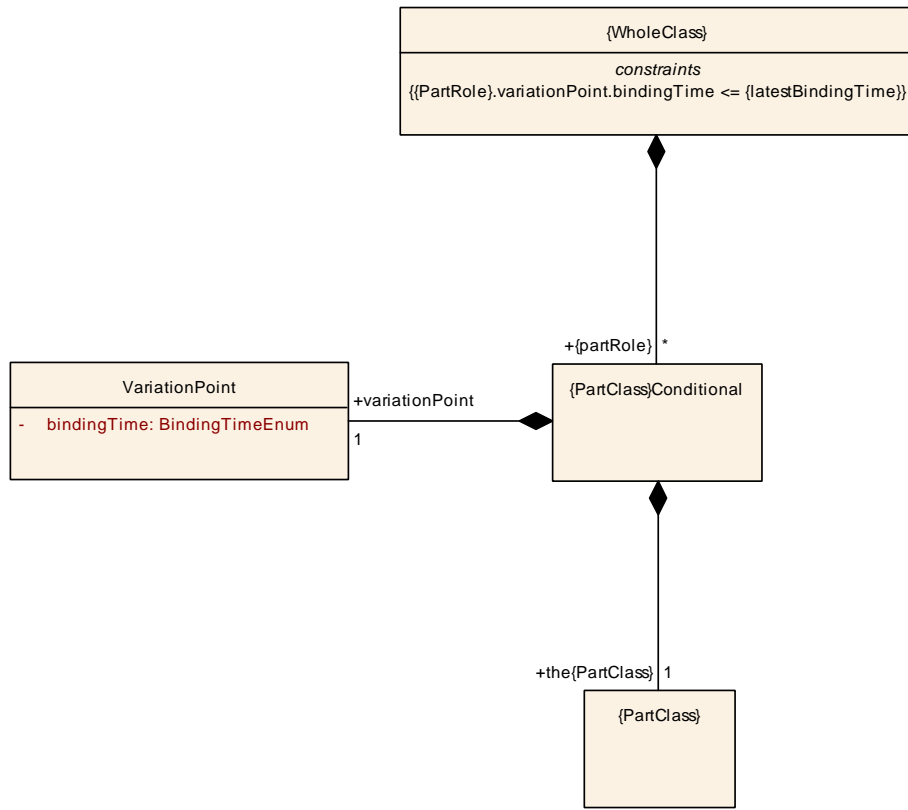 {WholeClass}
constraints
{{PartRole}.variationPoint.bindingTime <= {latestBindingTime}}
+{partRole} *
VariationPoint
- bindingTime: BindingTimeEnum
+variationPoint
1
{PartClass}Conditional
+the{PartClass} 1
{PartClass}